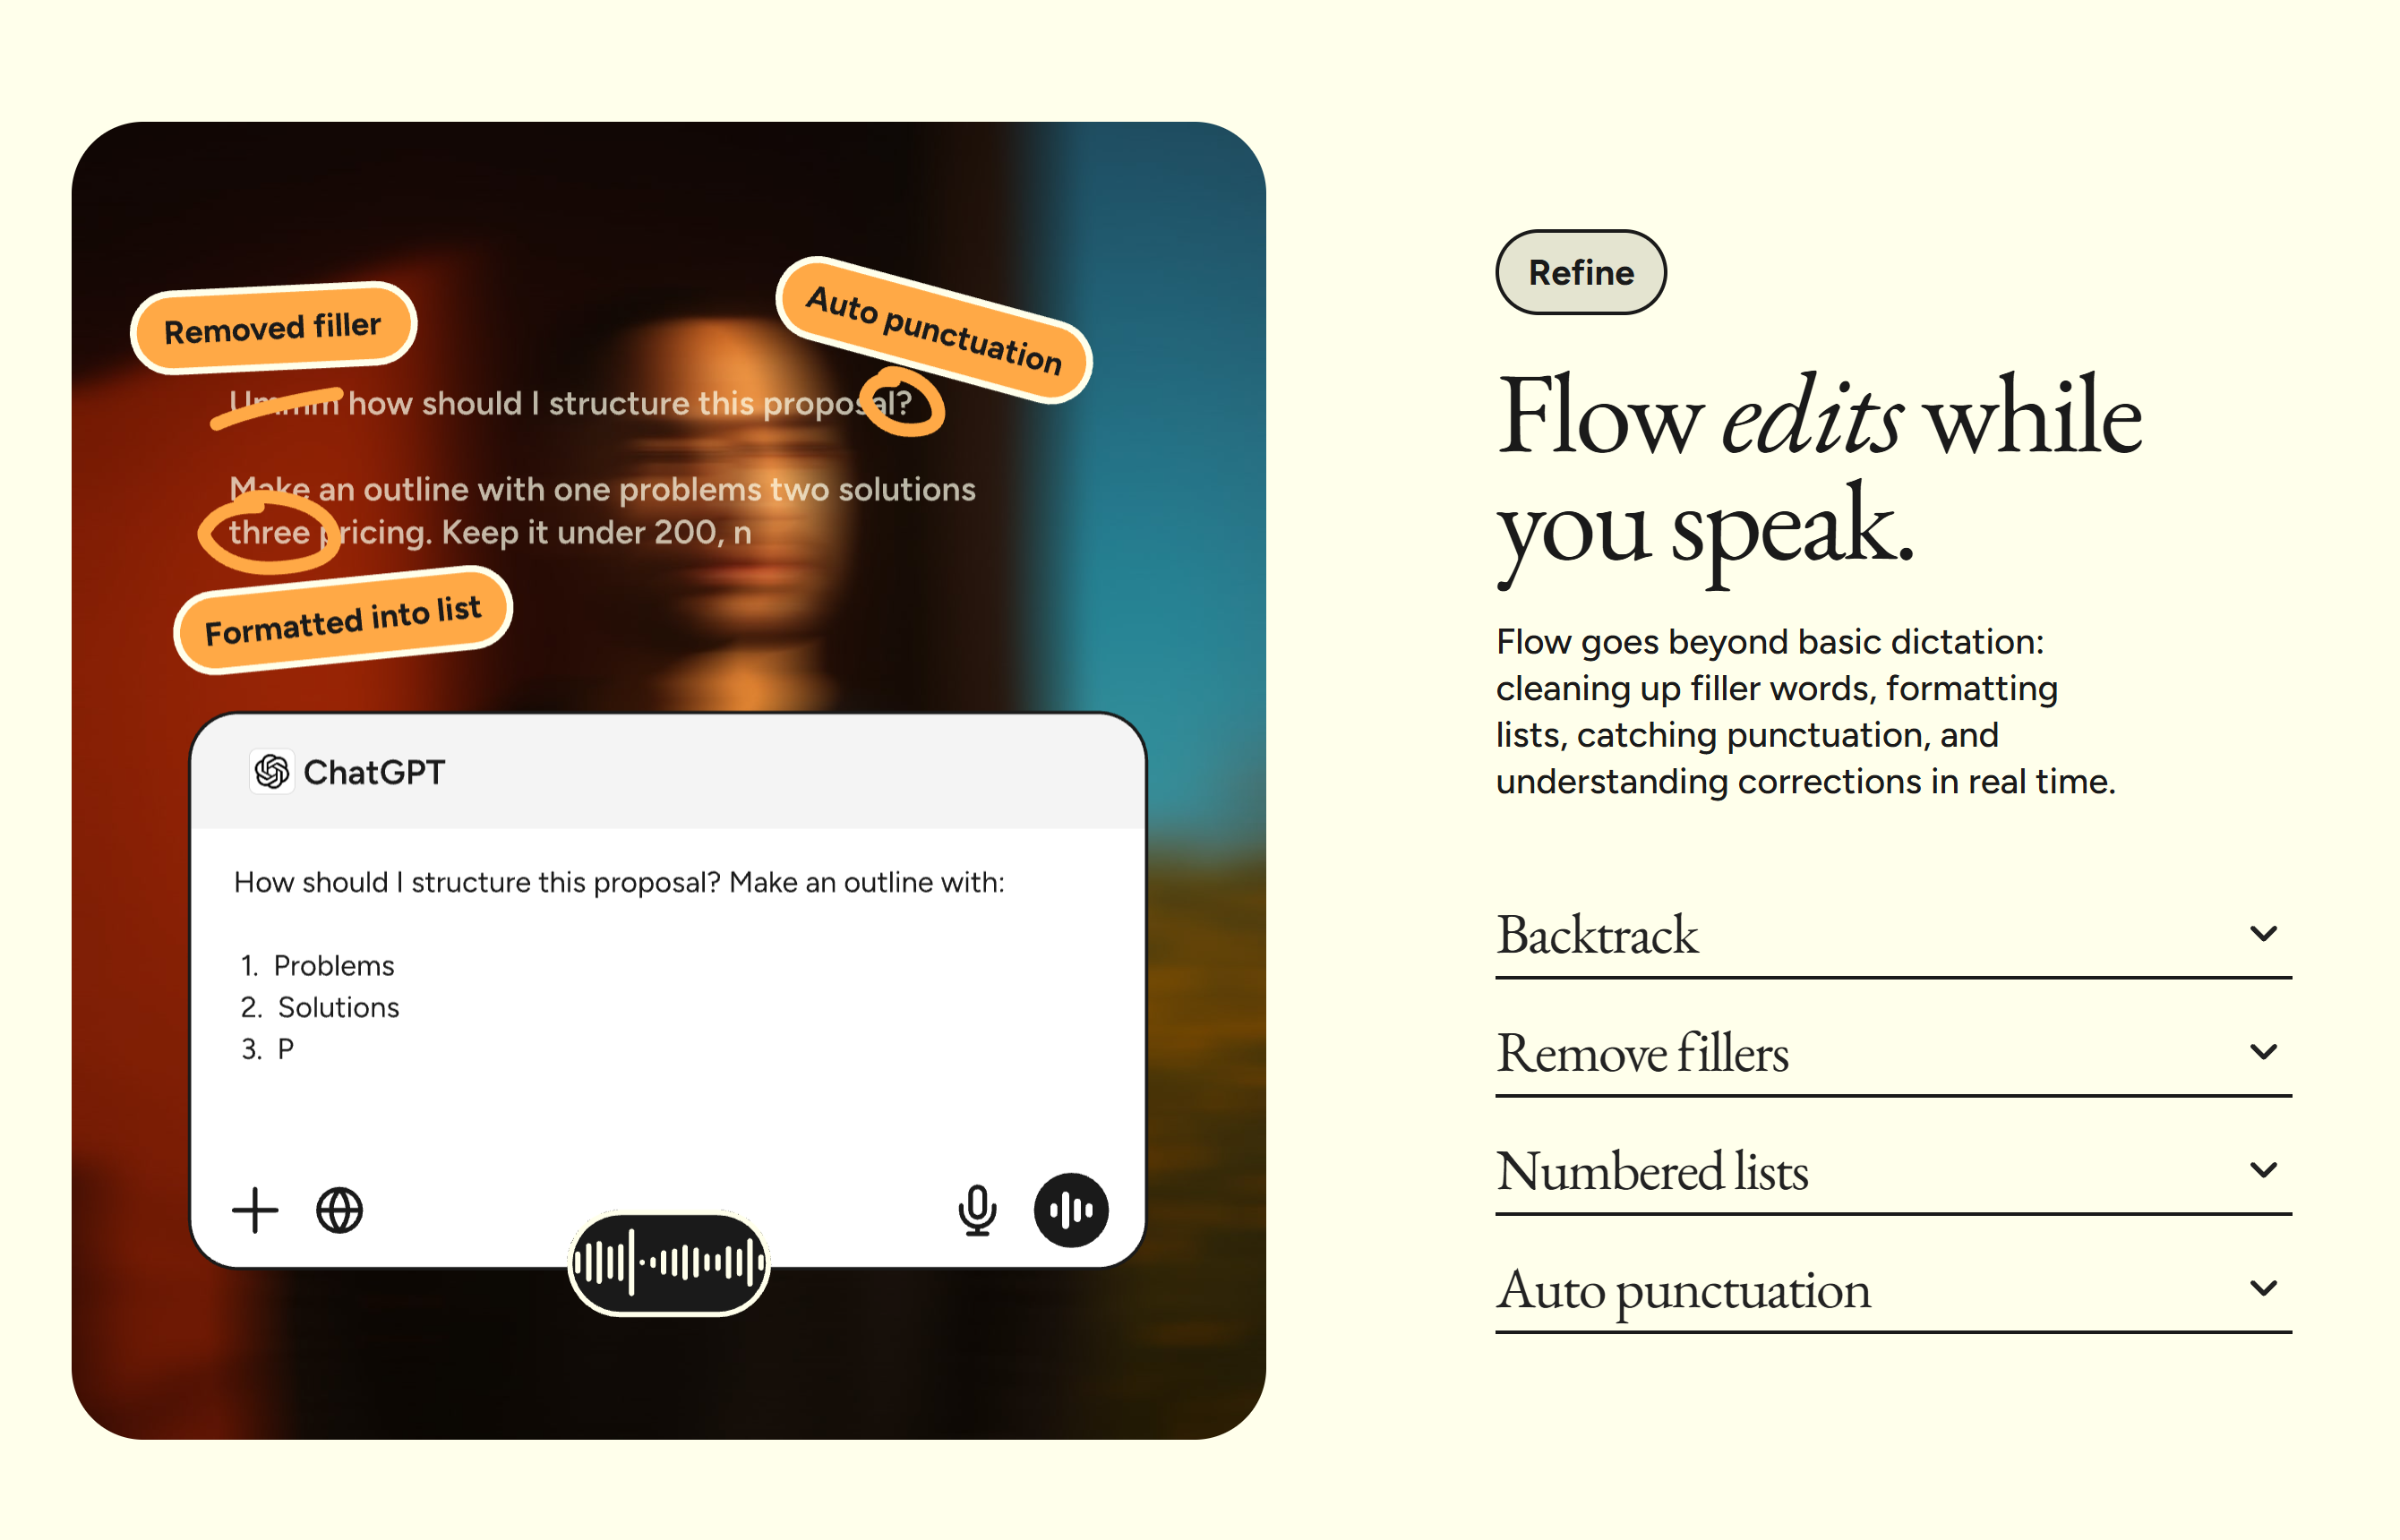 Removed filler
Auto punctuation
Ummm how should I structure this proposal?
Make an outline with one problems two solutions
three pricing. Keep it under 200, n
Formatted into list
ChatGPT
How should I structure this proposal? Make an outline with:
1. Problems
2. Solutions
3. P
Refine
Flow edits while
you speak.
Flow goes beyond basic dictation:
cleaning up filler words, formatting
lists, catching punctuation, and
understanding corrections in real time.
Backtrack
Remove fillers
Numbered lists
Auto punctuation